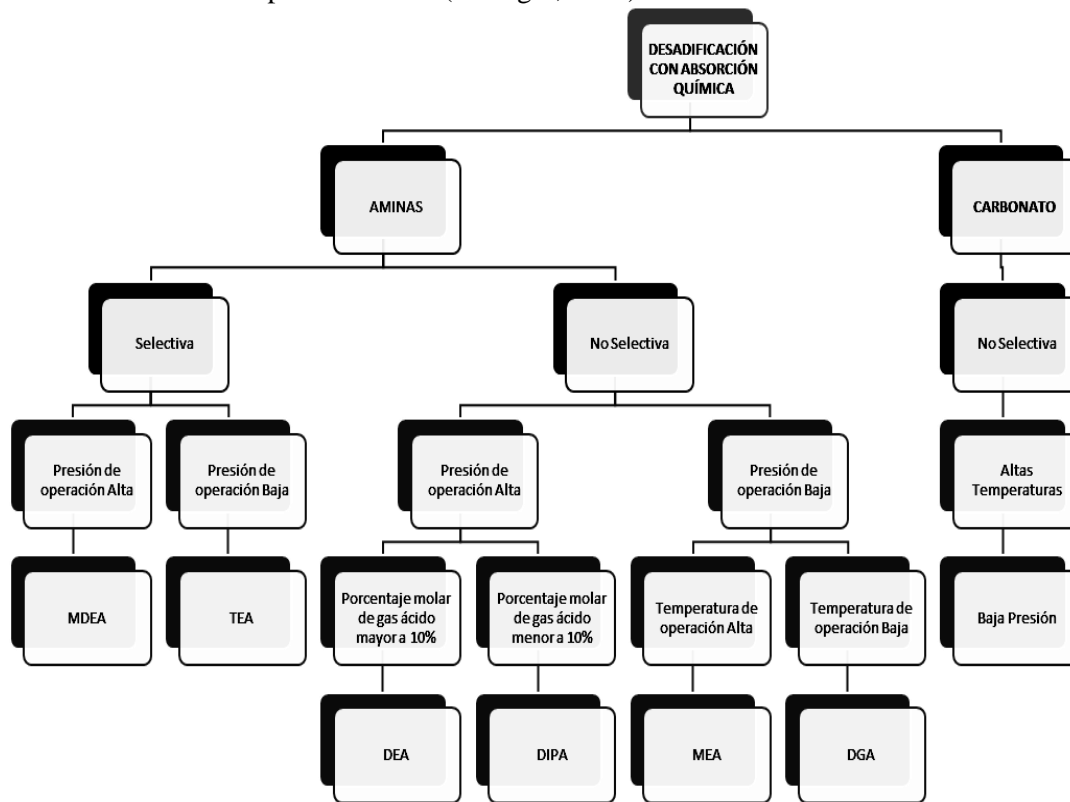 DESADIFICACIÓN
CON ABSORCIÓN
QUÍMICA
AMINAS
CARBONATO
Selectiva
No Selectiva
No Selectiva
Presión de
operación Alta
Presión de
operación Baja
Presión de
operación Alta
Presión de
operación Baja
Altas
Temperaturas
MDEA
TEA
Porcentaje molar
de gas ácido
mayor a 10%
Porcentaje molar
de gas ácido
menor a 10%
Temperatura de
operación Alta
Temperatura de
operación Baja
Baja Presión
DEA
DIPA
MEA
DGA